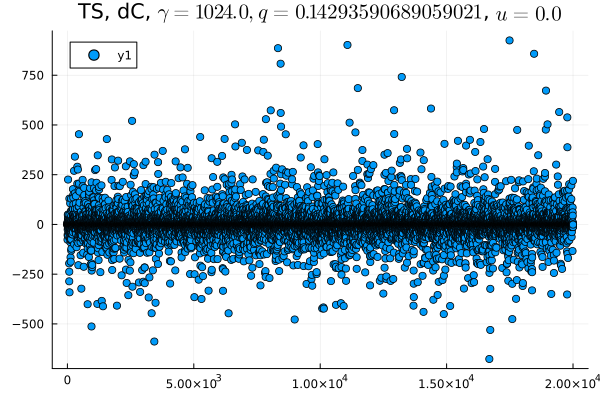 TS, dC, γ = 1024.0, q = 0.14293590689059021, u = 0.0
y1
750
500
250
0
−250
−500
0 5.00×10³ 1.00×10⁴ 1.50×10⁴ 2.00×10⁴